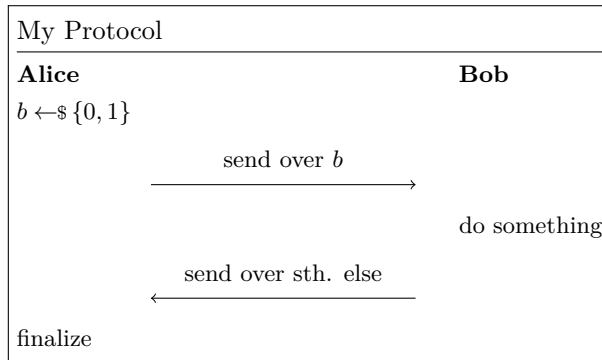 My Protocol
Alice Bob
b ←$ {0, 1}
send over b
do something
send over sth. else
finalize